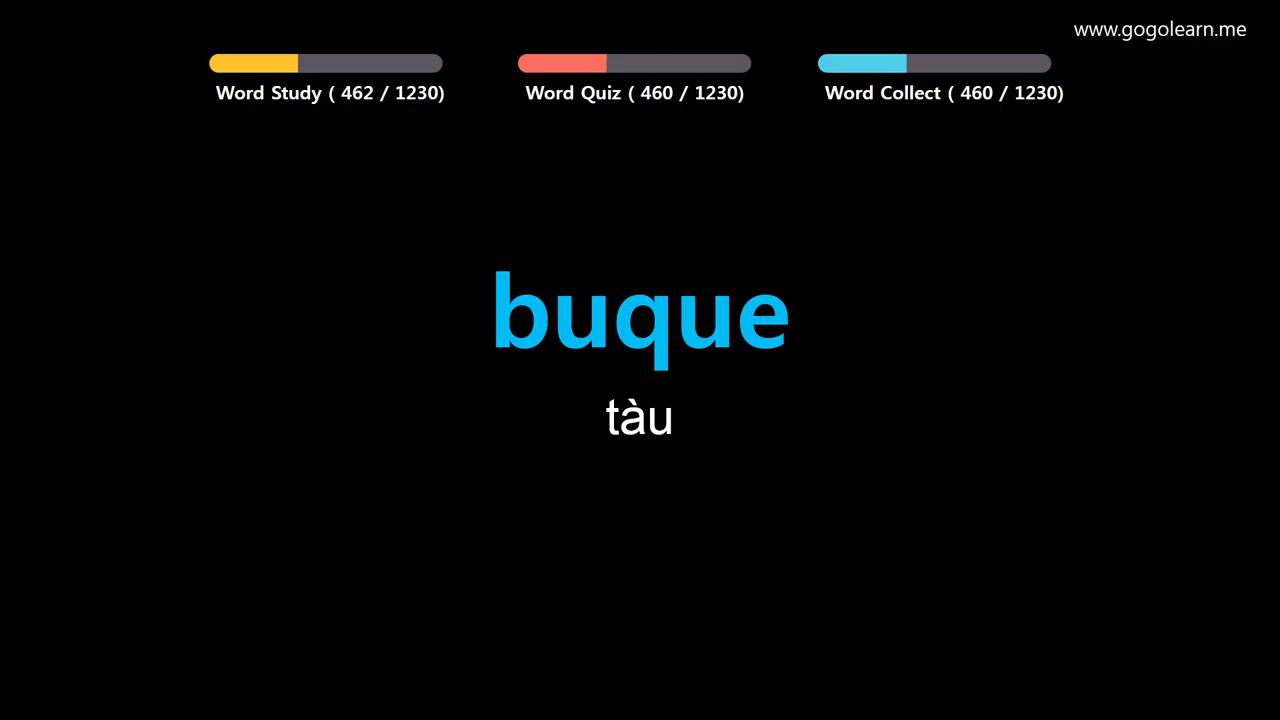 www.gogolearn.me
Word Study ( 462 / 1230)
Word Quiz ( 460 / 1230)
Word Collect ( 460 / 1230)
buque
tàu